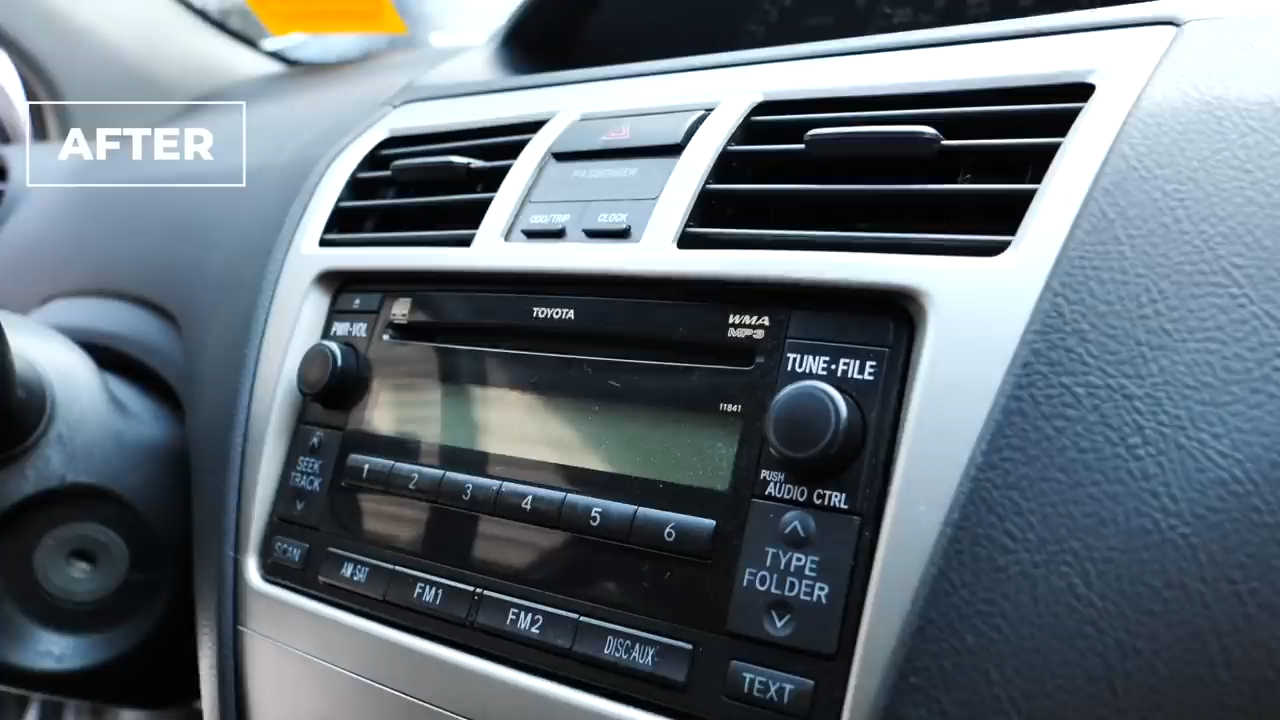 AFTER
PASSENGER
ODO/TRIP
CLOCK
TOYOTA
WMA
MP3
PWR•VOL
TUNE•FILE
11841
SEEK
TRACK
1
2
3
4
5
6
PUSH
AUDIO CTRL
TYPE
FOLDER
SCAN
AM•SAT
FM1
FM2
DISC•AUX
TEXT